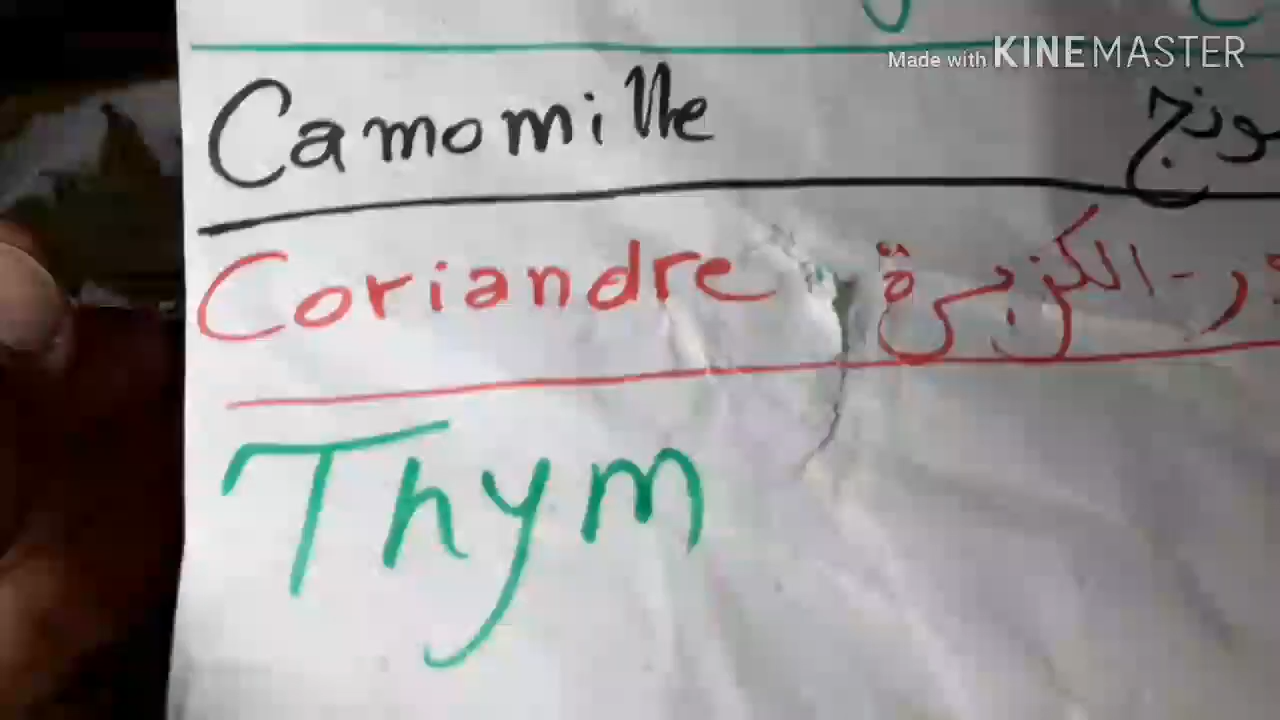 Made with KINEMASTER
Camomille
Coriandre الكزبرة
Thym